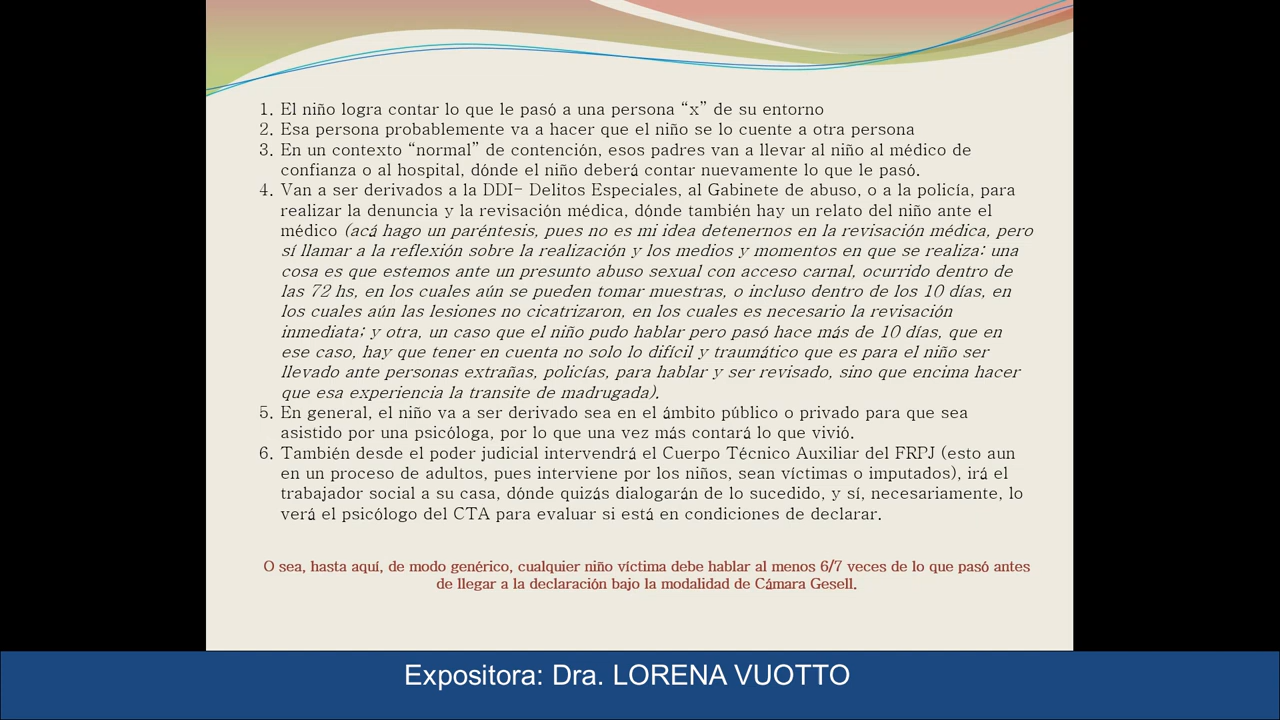 1. El niño logra contar lo que le pasó a una persona “x” de su entorno
2. Esa persona probablemente va a hacer que el niño se lo cuente a otra persona
3. En un contexto “normal” de contención, esos padres van a llevar al niño al médico de
confianza o al hospital, dónde el niño deberá contar nuevamente lo que le pasó.
4. Van a ser derivados a la DDI- Delitos Especiales, al Gabinete de abuso, o a la policía, para
realizar la denuncia y la revisación médica, dónde también hay un relato del niño ante el
médico (acá hago un paréntesis, pues no es mi idea detenernos en la revisación médica, pero
sí llamar a la reflexión sobre la realización y los medios y momentos en que se realiza: una
cosa es que estemos ante un presunto abuso sexual con acceso carnal, ocurrido dentro de
las 72 hs, en los cuales aún se pueden tomar muestras, o incluso dentro de los 10 días, en
los cuales aún las lesiones no cicatrizaron, en los cuales es necesario la revisación
inmediata; y otra, un caso que el niño pudo hablar pero pasó hace más de 10 días, que en
ese caso, hay que tener en cuenta no solo lo difícil y traumático que es para el niño ser
llevado ante personas extrañas, policías, para hablar y ser revisado, sino que encima hacer
que esa experiencia la transite de madrugada).
5. En general, el niño va a ser derivado sea en el ámbito público o privado para que sea
asistido por una psicóloga, por lo que una vez más contará lo que vivió.
6. También desde el poder judicial intervendrá el Cuerpo Técnico Auxiliar del FRPJ (esto aun
en un proceso de adultos, pues interviene por los niños, sean víctimas o imputados), irá el
trabajador social a su casa, dónde quizás dialogarán de lo sucedido, y sí, necesariamente, lo
verá el psicólogo del CTA para evaluar si está en condiciones de declarar.
O sea, hasta aquí, de modo genérico, cualquier niño víctima debe hablar al menos 6/7 veces de lo que pasó antes
de llegar a la declaración bajo la modalidad de Cámara Gesell.
Expositora: Dra. LORENA VUOTTO